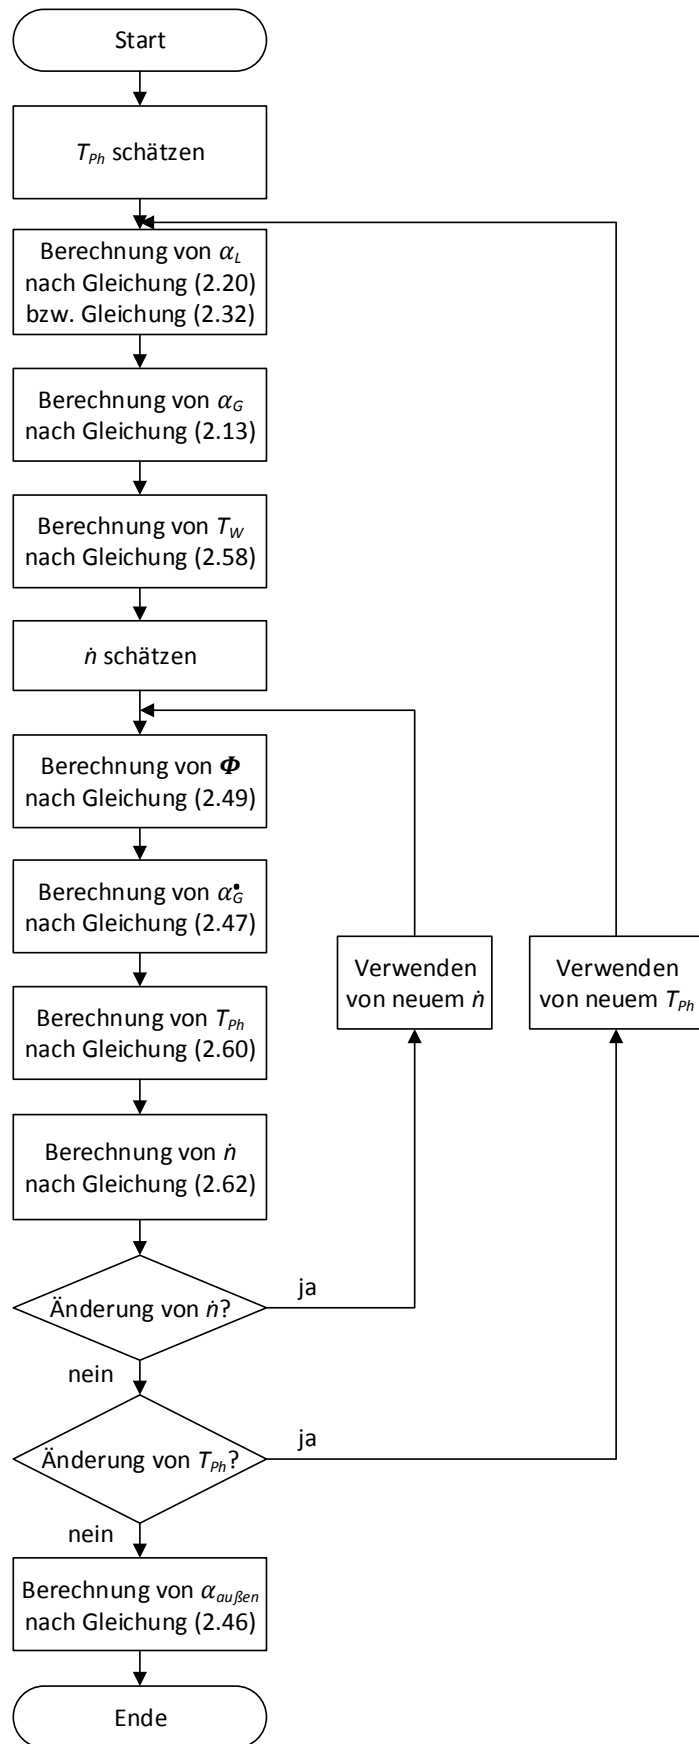 Start
T_Ph schätzen
Berechnung von α_L
nach Gleichung (2.20)
bzw. Gleichung (2.32)
Berechnung von α_G
nach Gleichung (2.13)
Berechnung von T_W
nach Gleichung (2.58)
ṅ schätzen
Berechnung von Φ
nach Gleichung (2.49)
Berechnung von α_G^•
nach Gleichung (2.47)
Verwenden
von neuem ṅ
Verwenden
von neuem T_Ph
Berechnung von T_Ph
nach Gleichung (2.60)
Berechnung von ṅ
nach Gleichung (2.62)
Änderung von ṅ?
ja
nein
Änderung von T_Ph?
ja
nein
Berechnung von α_außen
nach Gleichung (2.46)
Ende